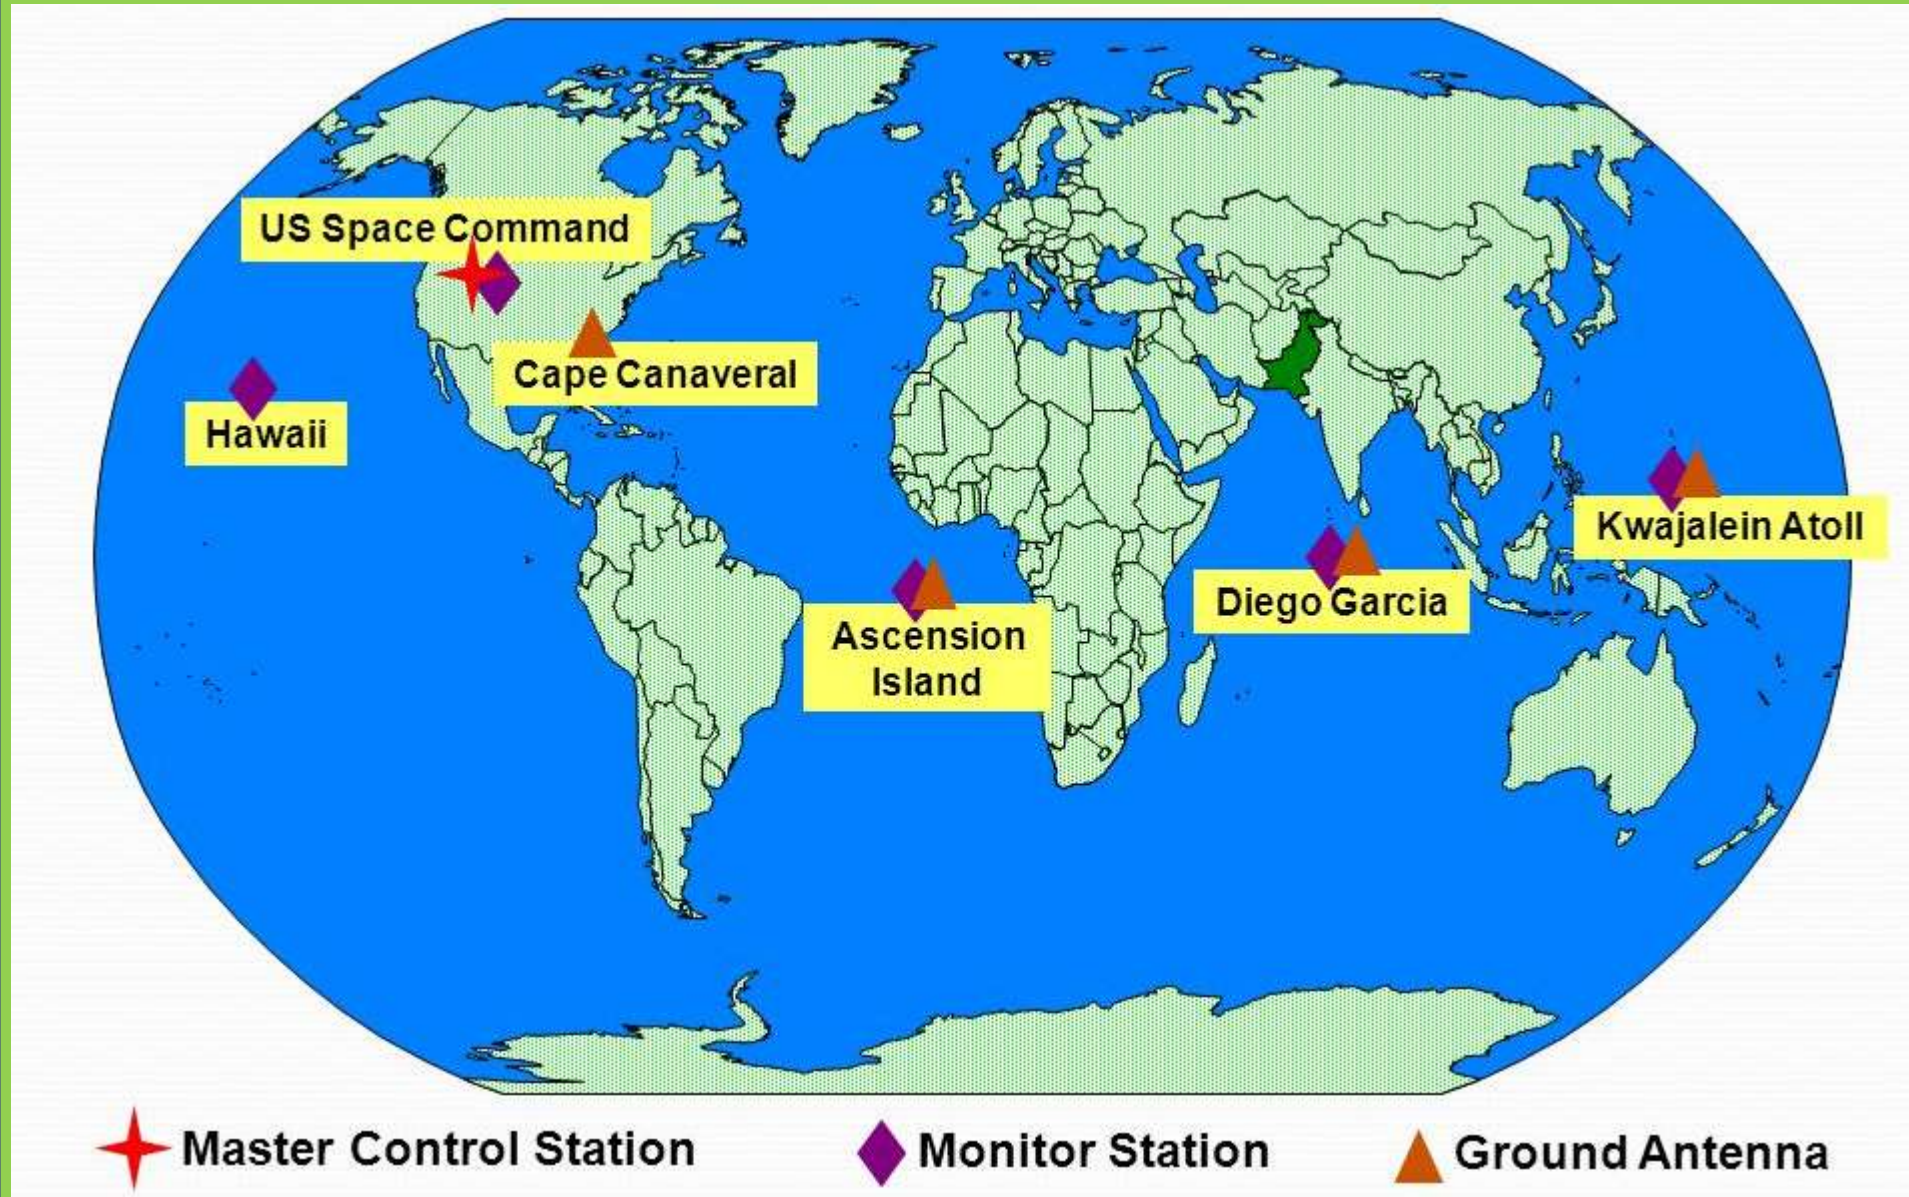 US Space Command
Cape Canaveral
Hawaii
Kwajalein Atoll
Diego Garcia
Ascension
Island
Master Control Station
Monitor Station
Ground Antenna